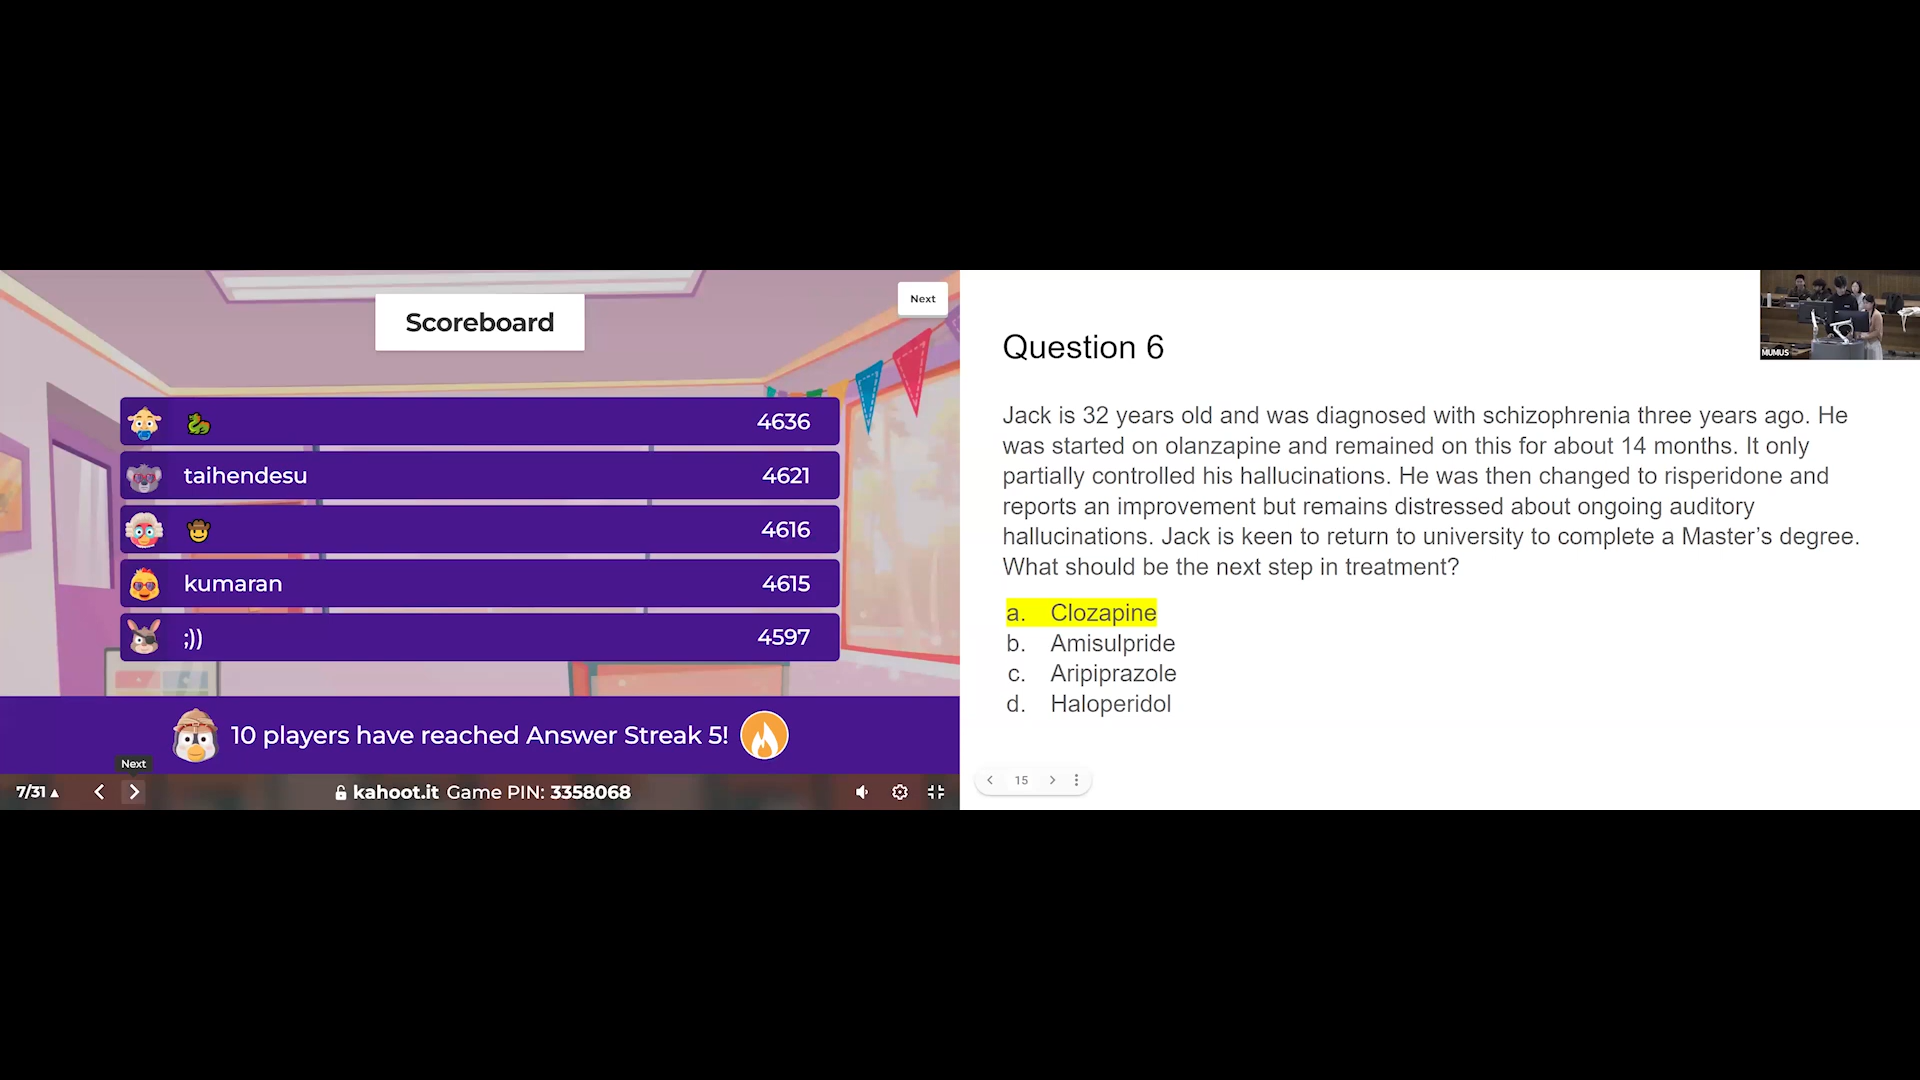 Scoreboard
Next
🐉 4636
taihendesu 4621
🤠 4616
kumaran 4615
;)) 4597
10 players have reached Answer Streak 5!
Next
7/31
kahoot.it Game PIN: 3358068
Question 6
Jack is 32 years old and was diagnosed with schizophrenia three years ago. He
was started on olanzapine and remained on this for about 14 months. It only
partially controlled his hallucinations. He was then changed to risperidone and
reports an improvement but remains distressed about ongoing auditory
hallucinations. Jack is keen to return to university to complete a Master’s degree.
What should be the next step in treatment?
a. Clozapine
b. Amisulpride
c. Aripiprazole
d. Haloperidol
15
MUMUS